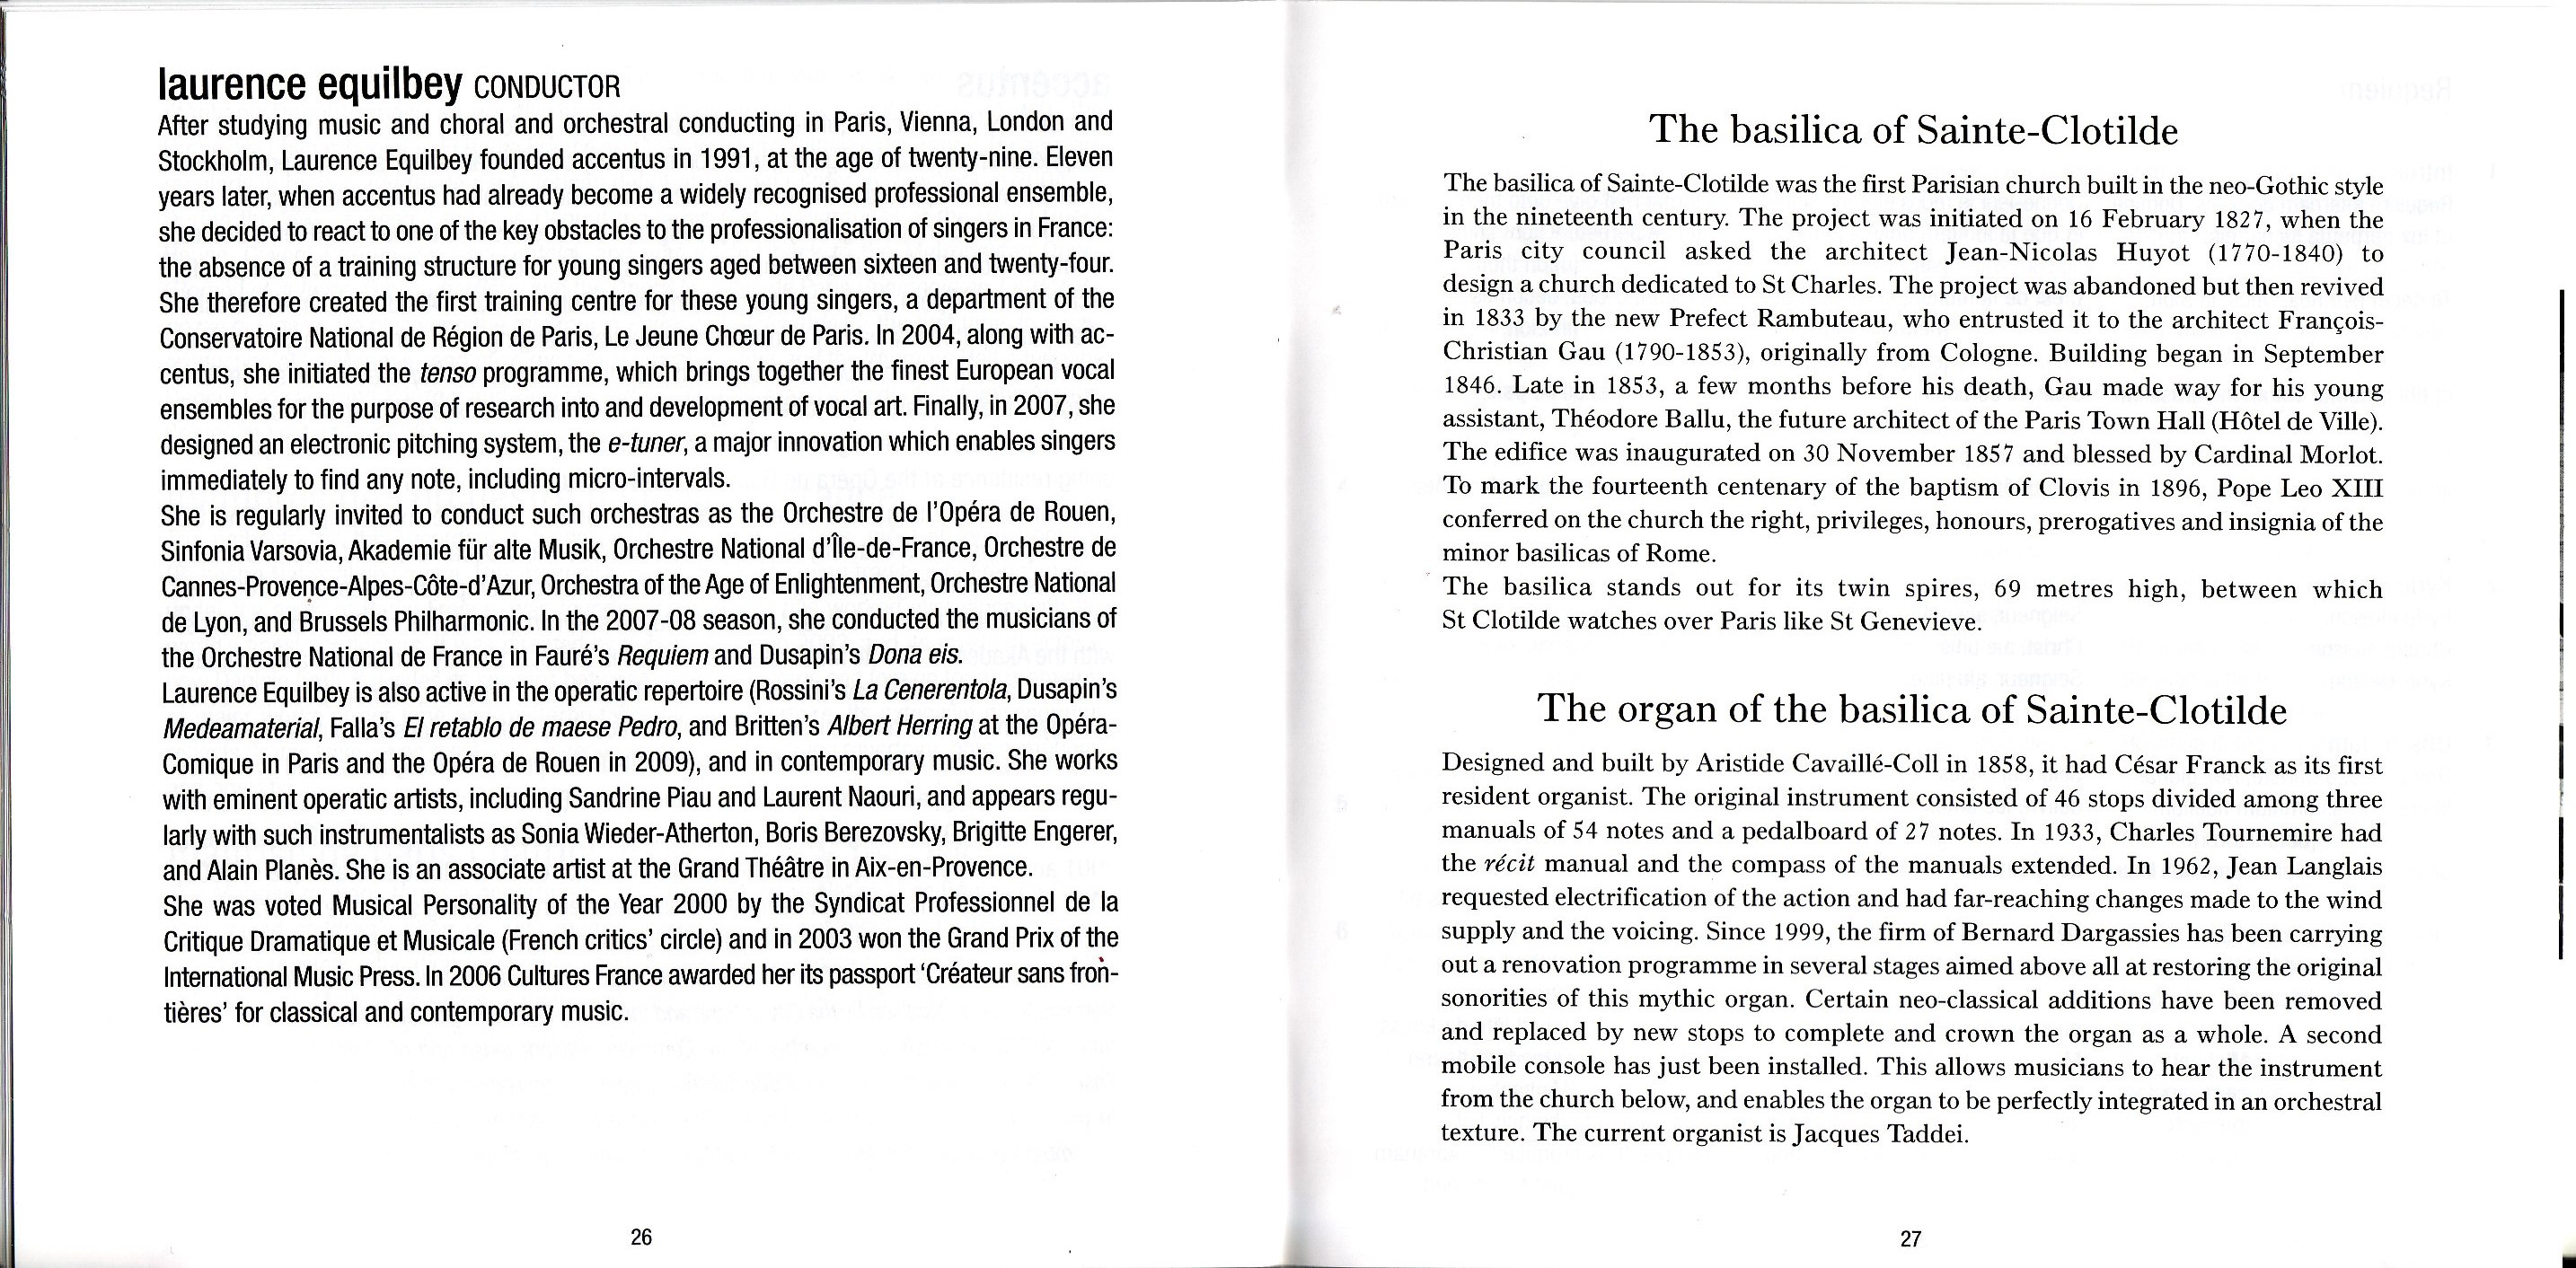 laurence equilbey CONDUCTOR
After studying music and choral and orchestral conducting in Paris, Vienna, London and
Stockholm, Laurence Equilbey founded accentus in 1991, at the age of twenty-nine. Eleven
years later, when accentus had already become a widely recognised professional ensemble,
she decided to react to one of the key obstacles to the professionalisation of singers in France:
the absence of a training structure for young singers aged between sixteen and twenty-four.
She therefore created the first training centre for these young singers, a department of the
Conservatoire National de Région de Paris, Le Jeune Chœur de Paris. In 2004, along with ac-
centus, she initiated the tenso programme, which brings together the finest European vocal
ensembles for the purpose of research into and development of vocal art. Finally, in 2007, she
designed an electronic pitching system, the e-tuner, a major innovation which enables singers
immediately to find any note, including micro-intervals.
She is regularly invited to conduct such orchestras as the Orchestre de l'Opéra de Rouen,
Sinfonia Varsovia, Akademie für alte Musik, Orchestre National d'Île-de-France, Orchestre de
Cannes-Provence-Alpes-Côte-d'Azur, Orchestra of the Age of Enlightenment, Orchestre National
de Lyon, and Brussels Philharmonic. In the 2007-08 season, she conducted the musicians of
the Orchestre National de France in Fauré's Requiem and Dusapin's Dona eis.
Laurence Equilbey is also active in the operatic repertoire (Rossini's La Cenerentola, Dusapin's
Medeamaterial, Falla's El retablo de maese Pedro, and Britten's Albert Herring at the Opéra-
Comique in Paris and the Opéra de Rouen in 2009), and in contemporary music. She works
with eminent operatic artists, including Sandrine Piau and Laurent Naouri, and appears regu-
larly with such instrumentalists as Sonia Wieder-Atherton, Boris Berezovsky, Brigitte Engerer,
and Alain Planès. She is an associate artist at the Grand Théâtre in Aix-en-Provence.
She was voted Musical Personality of the Year 2000 by the Syndicat Professionnel de la
Critique Dramatique et Musicale (French critics' circle) and in 2003 won the Grand Prix of the
International Music Press. In 2006 Cultures France awarded her its passport 'Créateur sans fron-
tières' for classical and contemporary music.
26
The basilica of Sainte-Clotilde
The basilica of Sainte-Clotilde was the first Parisian church built in the neo-Gothic style
in the nineteenth century. The project was initiated on 16 February 1827, when the
Paris city council asked the architect Jean-Nicolas Huyot (1770-1840) to
design a church dedicated to St Charles. The project was abandoned but then revived
in 1833 by the new Prefect Rambuteau, who entrusted it to the architect François-
Christian Gau (1790-1853), originally from Cologne. Building began in September
1846. Late in 1853, a few months before his death, Gau made way for his young
assistant, Théodore Ballu, the future architect of the Paris Town Hall (Hôtel de Ville).
The edifice was inaugurated on 30 November 1857 and blessed by Cardinal Morlot.
To mark the fourteenth centenary of the baptism of Clovis in 1896, Pope Leo XIII
conferred on the church the right, privileges, honours, prerogatives and insignia of the
minor basilicas of Rome.
The basilica stands out for its twin spires, 69 metres high, between which
St Clotilde watches over Paris like St Genevieve.
The organ of the basilica of Sainte-Clotilde
Designed and built by Aristide Cavaillé-Coll in 1858, it had César Franck as its first
resident organist. The original instrument consisted of 46 stops divided among three
manuals of 54 notes and a pedalboard of 27 notes. In 1933, Charles Tournemire had
the récit manual and the compass of the manuals extended. In 1962, Jean Langlais
requested electrification of the action and had far-reaching changes made to the wind
supply and the voicing. Since 1999, the firm of Bernard Dargassies has been carrying
out a renovation programme in several stages aimed above all at restoring the original
sonorities of this mythic organ. Certain neo-classical additions have been removed
and replaced by new stops to complete and crown the organ as a whole. A second
mobile console has just been installed. This allows musicians to hear the instrument
from the church below, and enables the organ to be perfectly integrated in an orchestral
texture. The current organist is Jacques Taddei.
27